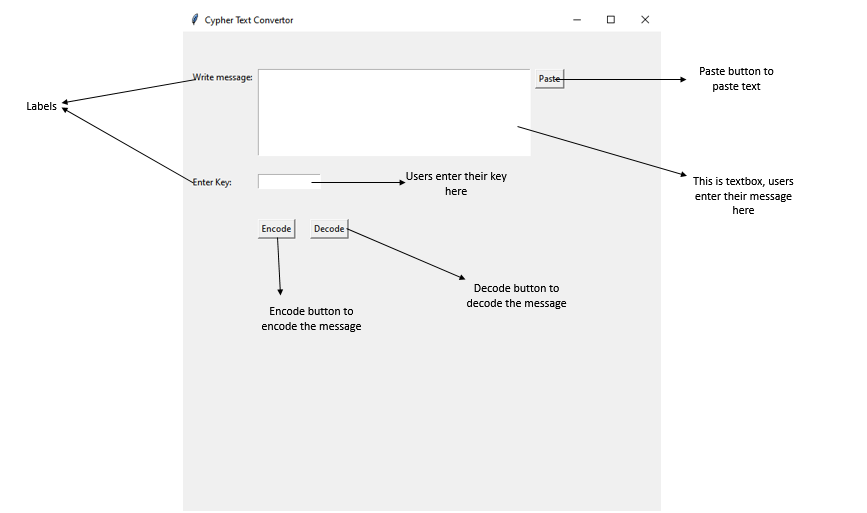 Cypher Text Convertor
Write message:
Paste
Paste button to
paste text
Labels
Enter Key:
Users enter their key
here
This is textbox, users
enter their message
here
Encode
Decode
Decode button to
decode the message
Encode button to
encode the message